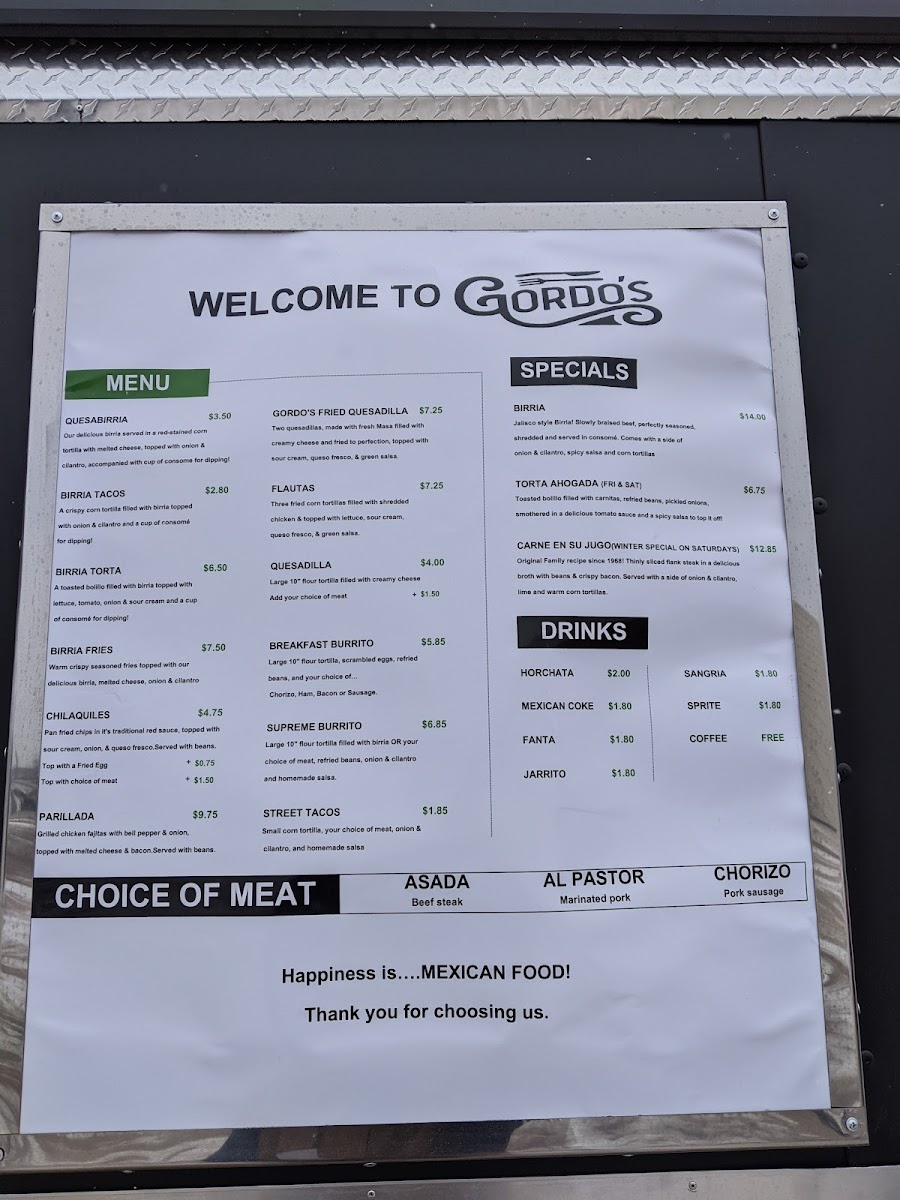 WELCOME TO GORDO'S
MENU
QUESABIRRIA $3.50
Our delicious birria served in a red-stained corn
tortilla with melted cheese, topped with onion &
cilantro, accompanied with cup of consome for dipping!
BIRRIA TACOS $2.80
A crispy corn tortilla filled with birria topped
with onion & cilantro and a cup of consomé
for dipping!
BIRRIA TORTA $6.50
A toasted bolillo filled with birria topped with
lettuce, tomato, onion & sour cream and a cup
of consomé for dipping!
BIRRIA FRIES $7.50
Warm crispy seasoned fries topped with our
delicious birria, melted cheese, onion & cilantro
CHILAQUILES $4.75
Pan fried chips in it's traditional red sauce, topped with
sour cream, onion, & queso fresco.Served with beans.
Top with a Fried Egg + $0.75
Top with choice of meat + $1.50
PARILLADA $9.75
Grilled chicken fajitas with bell pepper & onion,
topped with melted cheese & bacon.Served with beans.
GORDO'S FRIED QUESADILLA $7.25
Two quesadillas, made with fresh Masa filled with
creamy cheese and fried to perfection, topped with
sour cream, queso fresco, & green salsa.
FLAUTAS $7.25
Three fried corn tortillas filled with shredded
chicken & topped with lettuce, sour cream,
queso fresco, & green salsa.
QUESADILLA $4.00
Large 10" flour tortilla filled with creamy cheese
Add your choice of meat + $1.50
BREAKFAST BURRITO $5.85
Large 10" flour tortilla, scrambled eggs, refried
beans, and your choice of...
Chorizo, Ham, Bacon or Sausage.
SUPREME BURRITO $6.85
Large 10" flour tortilla filled with birria OR your
choice of meat, refried beans, onion & cilantro
and homemade salsa.
STREET TACOS $1.85
Small corn tortilla, your choice of meat, onion &
cilantro, and homemade salsa
SPECIALS
BIRRIA $14.00
Jalisco style Birria! Slowly braised beef, perfectly seasoned,
shredded and served in consomé. Comes with a side of
onion & cilantro, spicy salsa and corn tortillas
TORTA AHOGADA (FRI & SAT) $6.75
Toasted bolillo filled with carnitas, refried beans, pickled onions,
smothered in a delicious tomato sauce and a spicy salsa to top it off!
CARNE EN SU JUGO(WINTER SPECIAL ON SATURDAYS) $12.85
Original Family recipe since 1968! Thinly sliced flank steak in a delicious
broth with beans & crispy bacon. Served with a side of onion & cilantro,
lime and warm corn tortillas.
DRINKS
HORCHATA $2.00
MEXICAN COKE $1.80
FANTA $1.80
JARRITO $1.80
SANGRIA $1.80
SPRITE $1.80
COFFEE FREE
CHOICE OF MEAT
ASADA
Beef steak
AL PASTOR
Marinated pork
CHORIZO
Pork sausage
Happiness is....MEXICAN FOOD!
Thank you for choosing us.